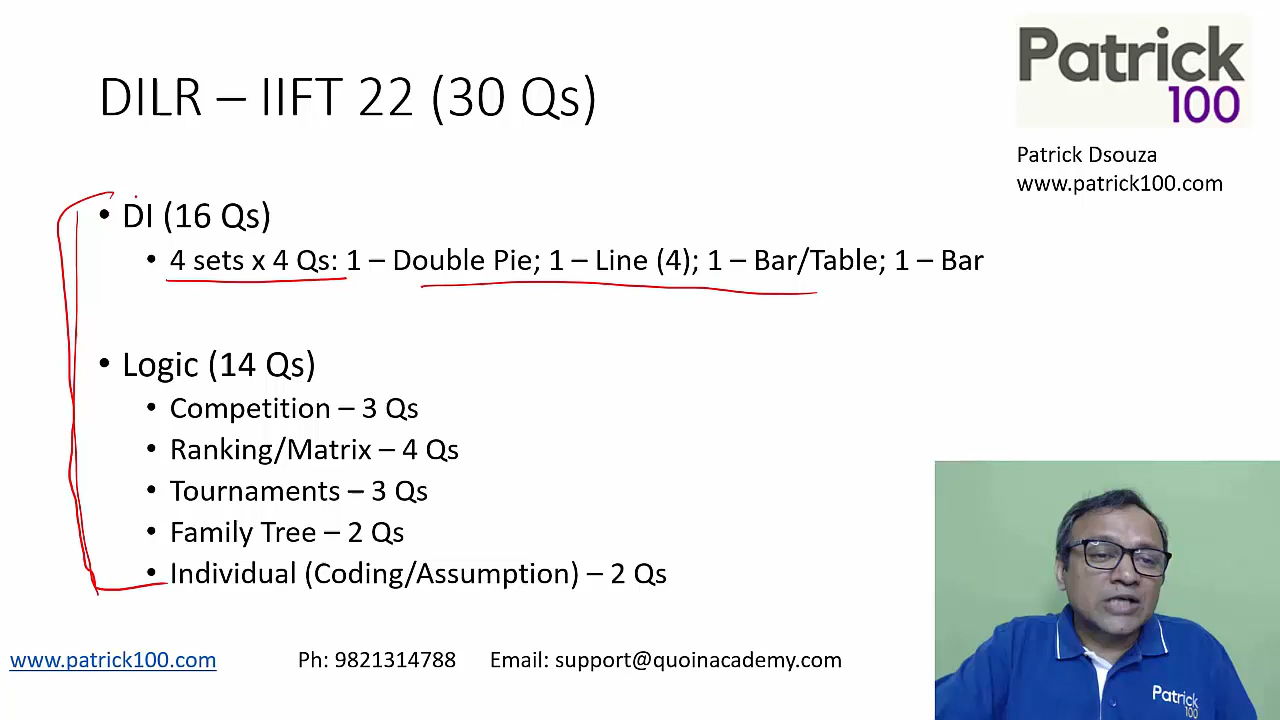 DILR – IIFT 22 (30 Qs)
Patrick
100
Patrick Dsouza
www.patrick100.com
• DI (16 Qs)
• 4 sets x 4 Qs: 1 – Double Pie; 1 – Line (4); 1 – Bar/Table; 1 – Bar
• Logic (14 Qs)
• Competition – 3 Qs
• Ranking/Matrix – 4 Qs
• Tournaments – 3 Qs
• Family Tree – 2 Qs
• Individual (Coding/Assumption) – 2 Qs
www.patrick100.com Ph: 9821314788 Email: support@quoinacademy.com
Patrick
100